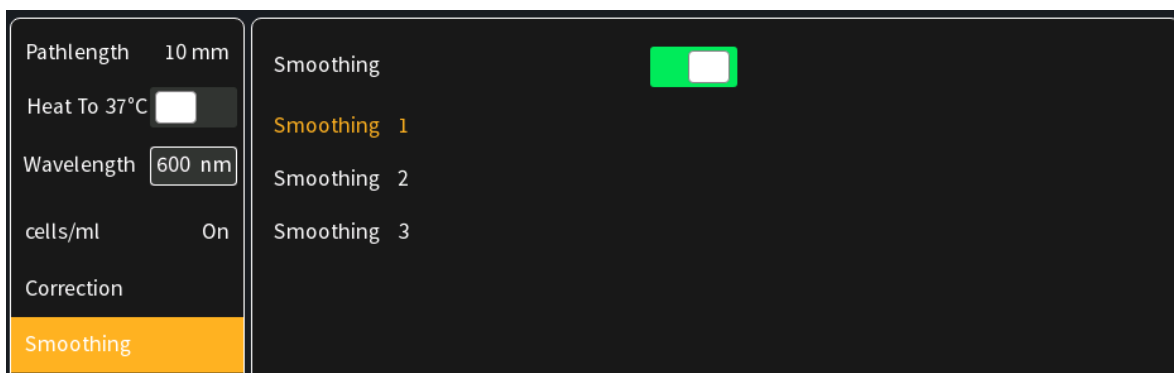 Pathlength 10 mm
Heat To 37°C
Wavelength 600 nm
cells/ml On
Correction
Smoothing
Smoothing
Smoothing 1
Smoothing 2
Smoothing 3